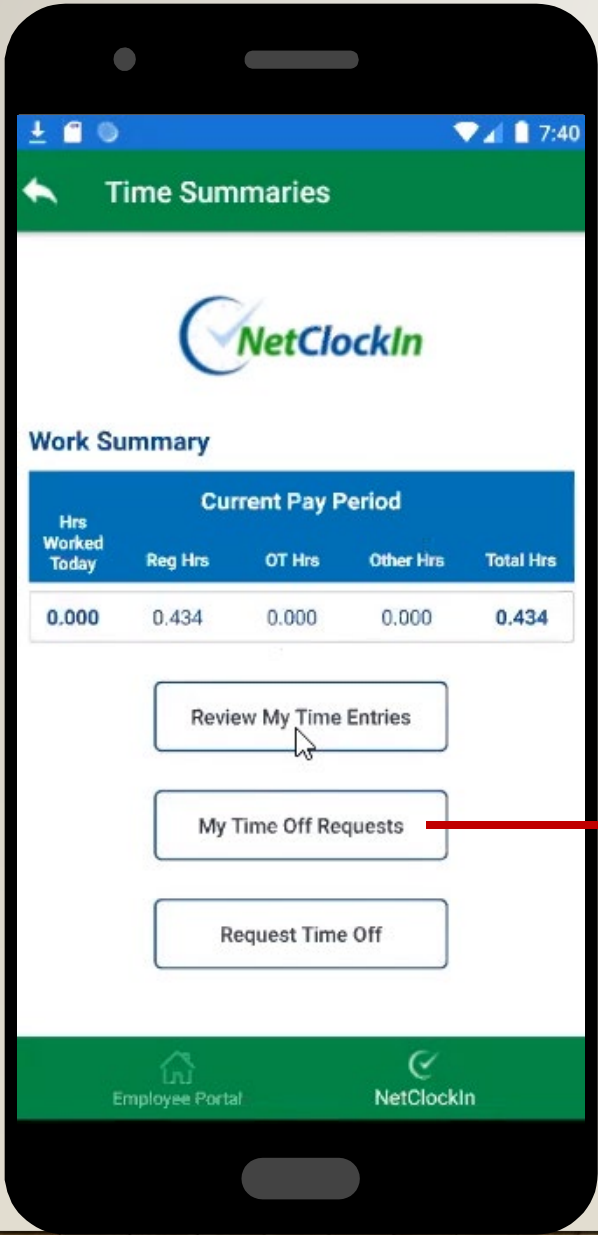 7:40
Time Summaries
NetClockIn
Work Summary
Current Pay Period
Hrs
Worked
Today
Reg Hrs
OT Hrs
Other Hrs
Total Hrs
0.000
0.434
0.000
0.000
0.434
Review My Time Entries
My Time Off Requests
Request Time Off
Employee Portal
NetClockIn